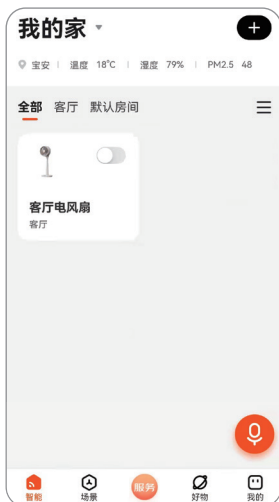 我的家
宝安 | 温度 18℃ | 湿度 79% | PM2.5 48
全部 客厅 默认房间
客厅电风扇
客厅
智能 场景 服务 好物 我的